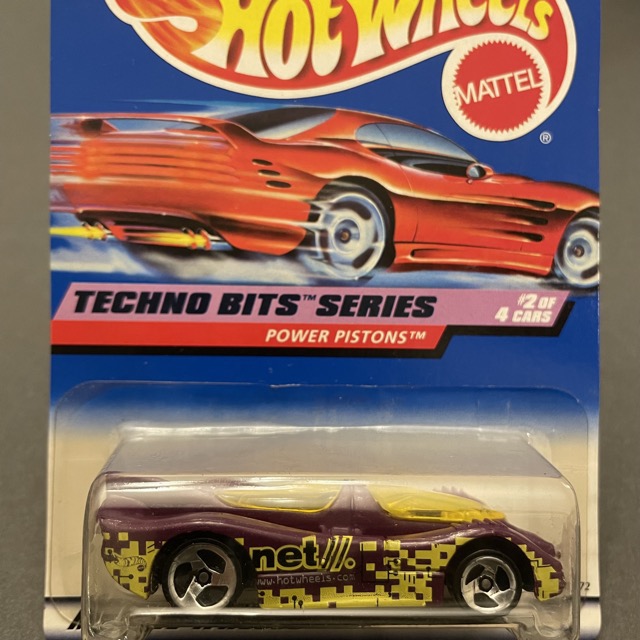 HOT WHEELS
MATTEL
®
TECHNO BITS™ SERIES
#2 OF
4 CARS
POWER PISTONS™
net
www.hotwheels.com